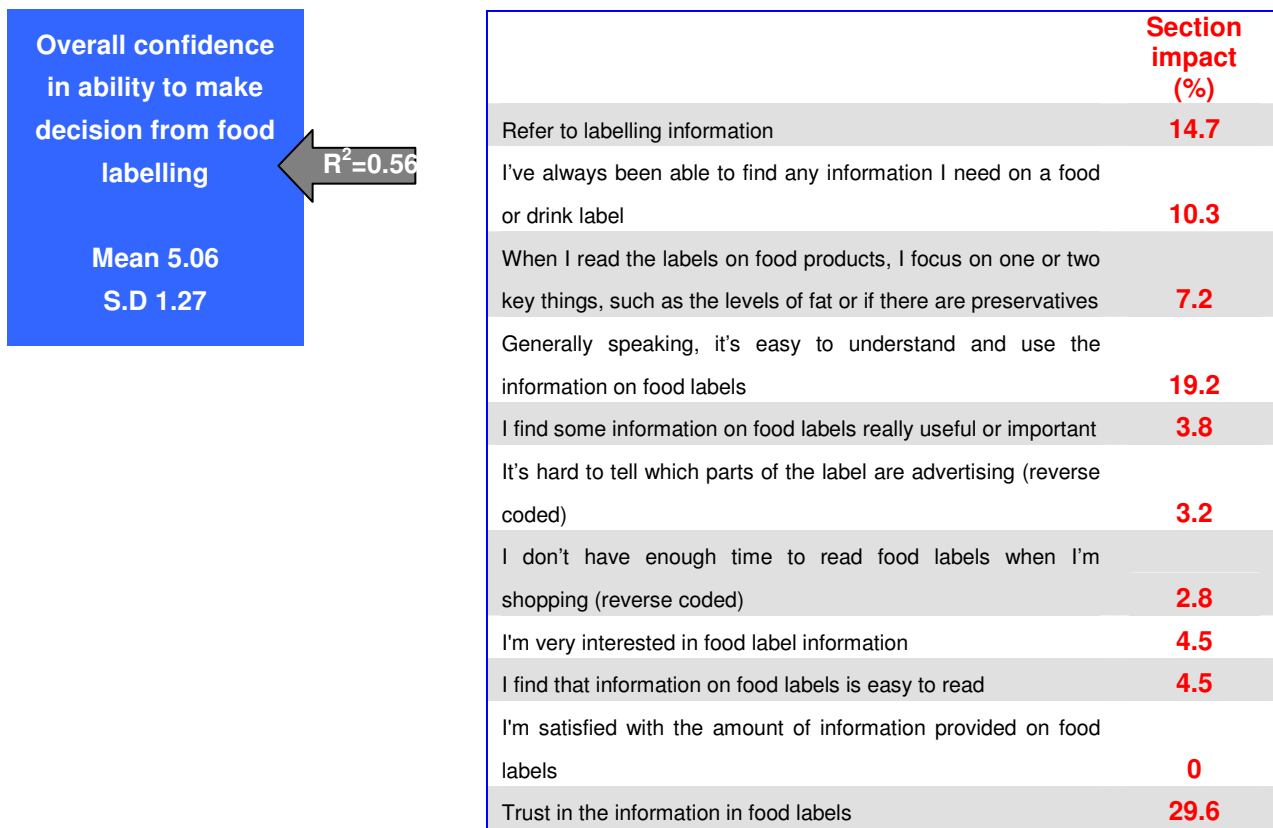 Overall confidence
in ability to make
decision from food
labelling
Mean 5.06
S.D 1.27
R²=0.56
Section
impact
(%)
Refer to labelling information 14.7
I've always been able to find any information I need on a food
or drink label 10.3
When I read the labels on food products, I focus on one or two
key things, such as the levels of fat or if there are preservatives 7.2
Generally speaking, it's easy to understand and use the
information on food labels 19.2
I find some information on food labels really useful or important 3.8
It's hard to tell which parts of the label are advertising (reverse
coded) 3.2
I don't have enough time to read food labels when I'm
shopping (reverse coded) 2.8
I'm very interested in food label information 4.5
I find that information on food labels is easy to read 4.5
I'm satisfied with the amount of information provided on food
labels 0
Trust in the information in food labels 29.6